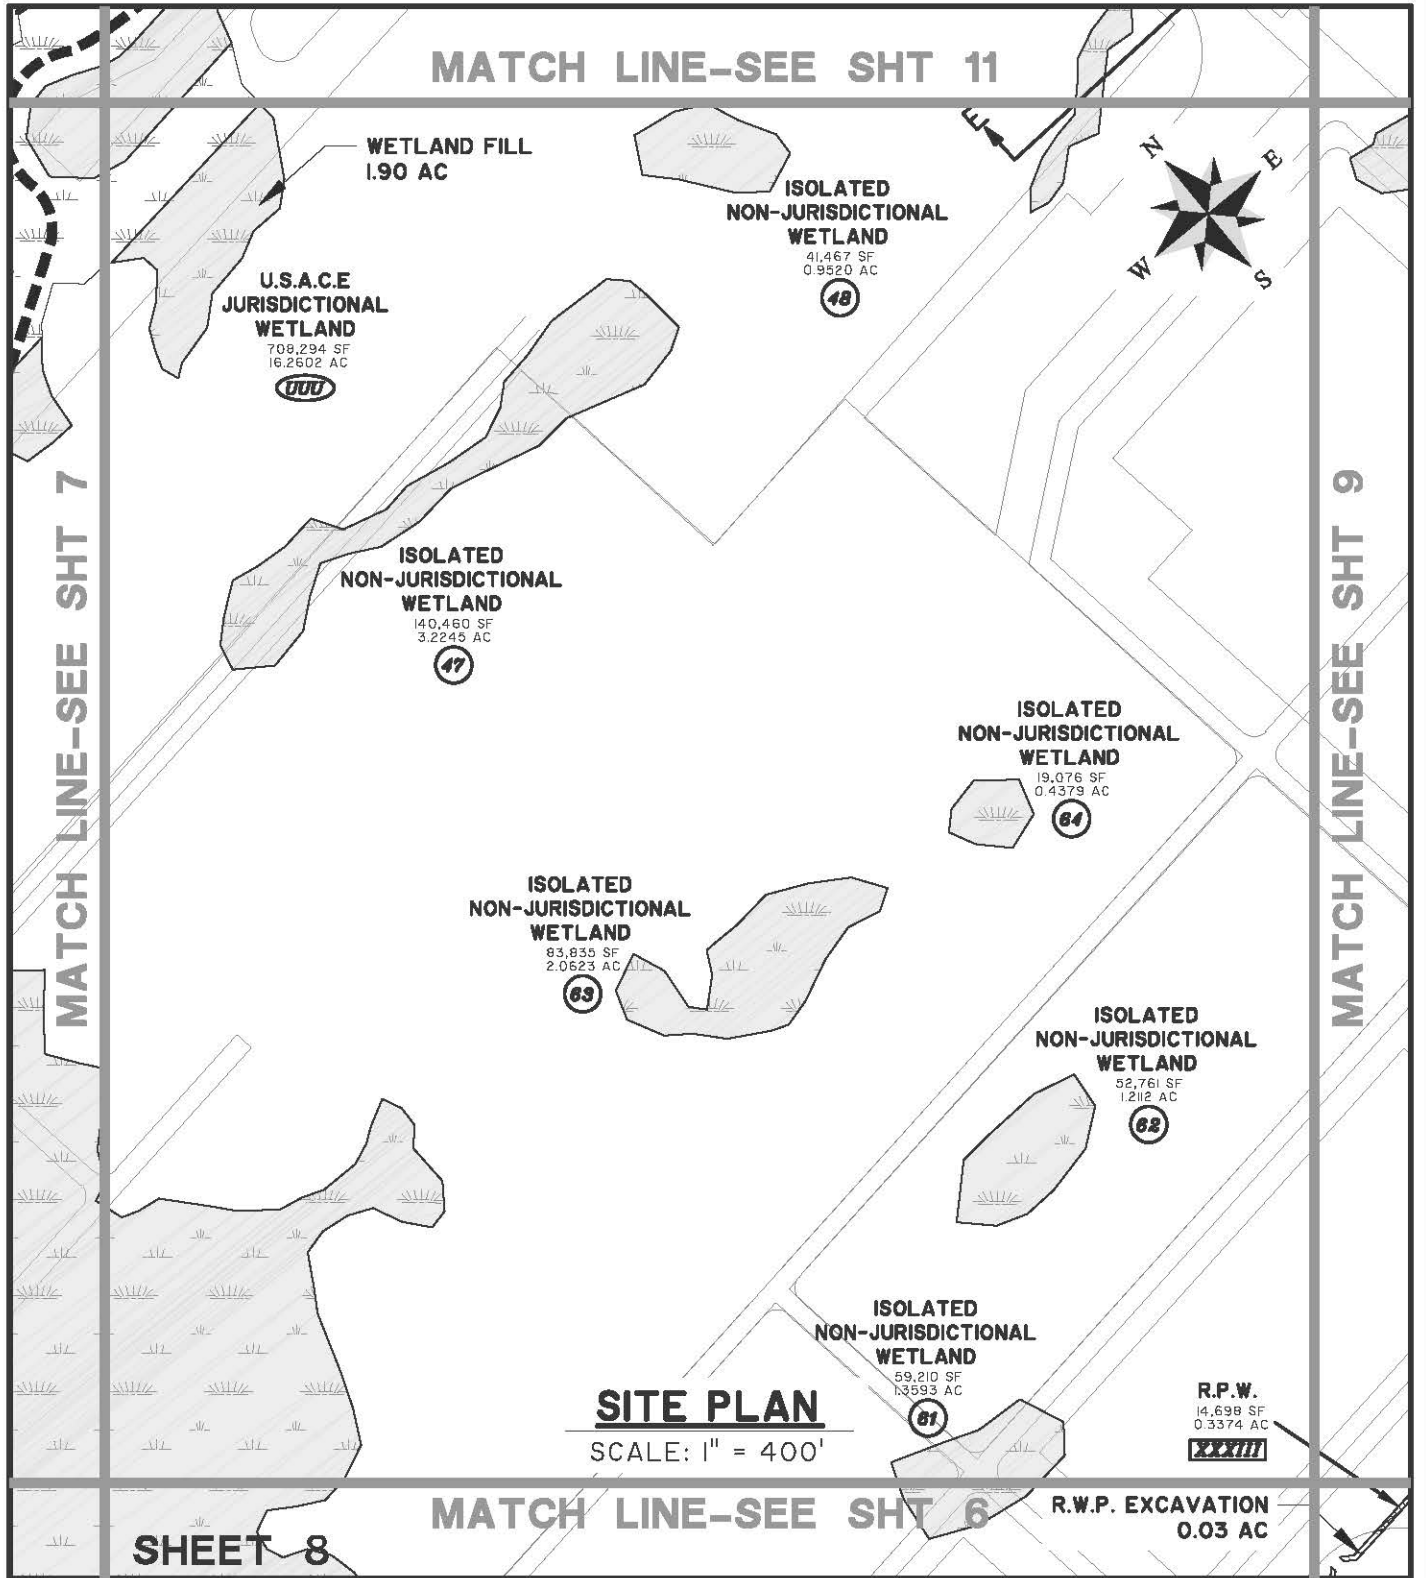 MATCH LINE-SEE SHT 11
WETLAND FILL
1.90 AC
E
N
E
W
S
ISOLATED
NON-JURISDICTIONAL
WETLAND
41,467 SF
0.9520 AC
48
U.S.A.C.E
JURISDICTIONAL
WETLAND
708,294 SF
16.2602 AC
UUU
MATCH LINE-SEE SHT 7
MATCH LINE-SEE SHT 9
ISOLATED
NON-JURISDICTIONAL
WETLAND
140,460 SF
3.2245 AC
47
ISOLATED
NON-JURISDICTIONAL
WETLAND
19,076 SF
0.4379 AC
64
ISOLATED
NON-JURISDICTIONAL
WETLAND
83,835 SF
2.0623 AC
63
ISOLATED
NON-JURISDICTIONAL
WETLAND
52,761 SF
1.2112 AC
62
ISOLATED
NON-JURISDICTIONAL
WETLAND
59,210 SF
1.3593 AC
61
SITE PLAN
SCALE: 1" = 400'
R.P.W.
14,698 SF
0.3374 AC
XXXIII
MATCH LINE-SEE SHT 6
R.W.P. EXCAVATION
0.03 AC
SHEET 8